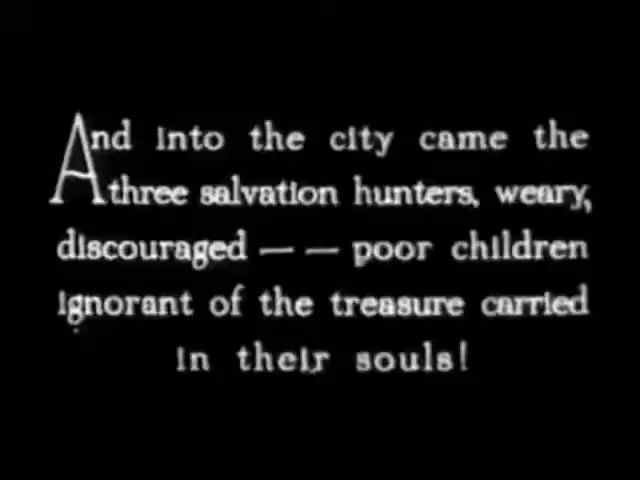 And into the city came the
three salvation hunters, weary,
discouraged — — poor children
ignorant of the treasure carried
in their souls!